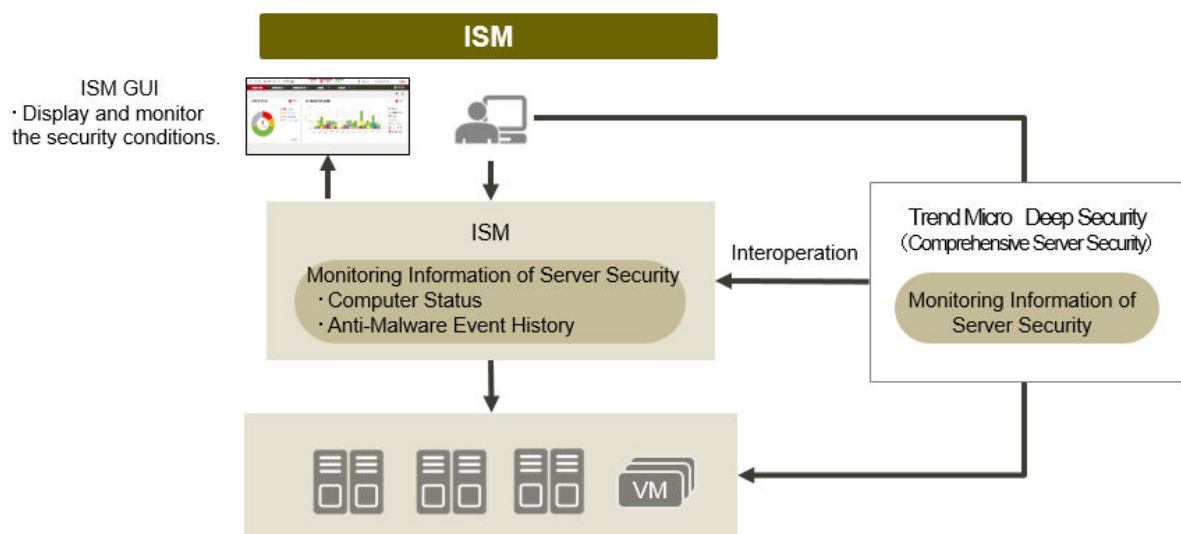 ISM
ISM GUI
・Display and monitor
the security conditions.
ISM
Monitoring Information of Server Security
・Computer Status
・Anti-Malware Event History
Interoperation
Trend Micro Deep Security
（Comprehensive Server Security）
Monitoring Information of
Server Security
VM